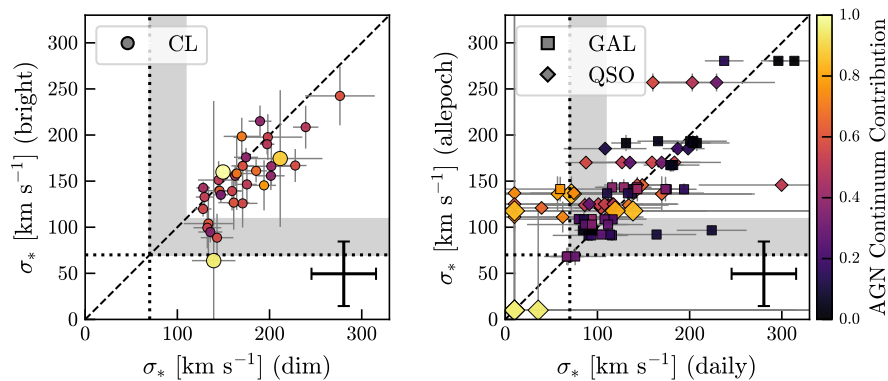 CL
300
250
200
150
100
50
0
0 100 200 300
σ* [km s⁻¹] (bright)
σ* [km s⁻¹] (dim)
GAL
QSO
300
250
200
150
100
50
0
0 100 200 300
σ* [km s⁻¹] (allepoch)
σ* [km s⁻¹] (daily)
1.0
0.8
0.6
0.4
0.2
0.0
AGN Continuum Contribution